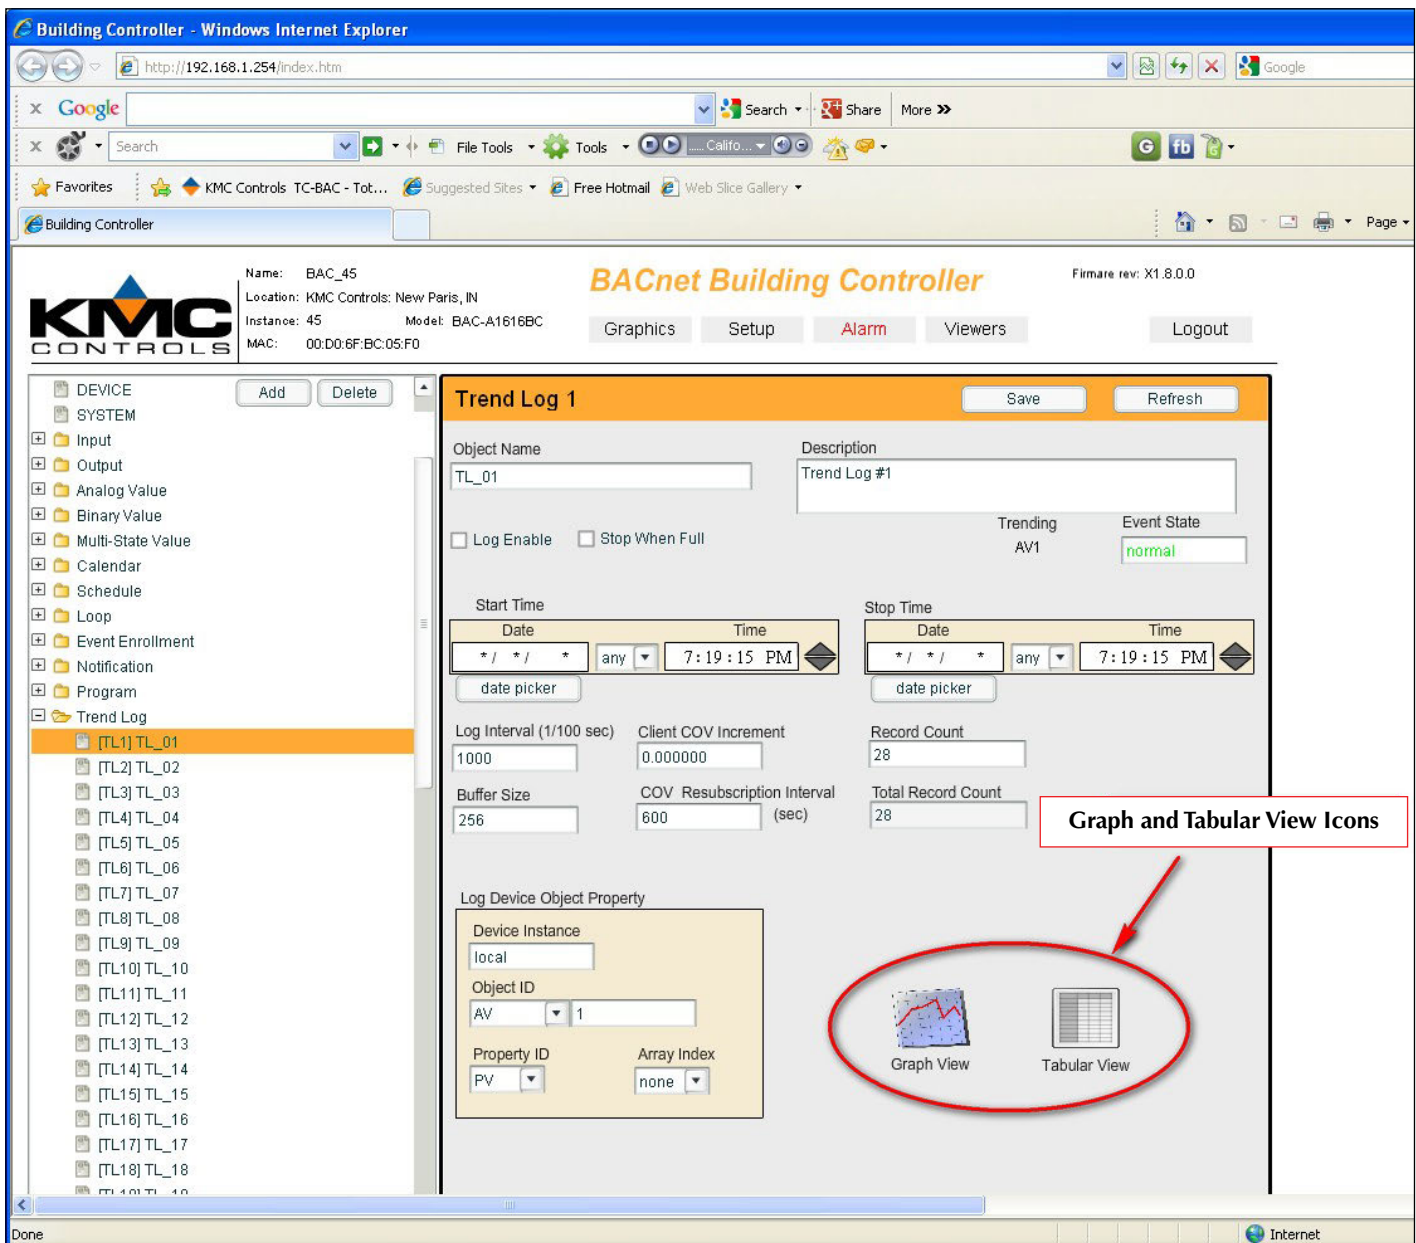 Building Controller - Windows Internet Explorer
http://192.168.1.254/index.htm
Google
x Google Search Share More »
x Search File Tools Tools ..... Califo... G fb
Favorites KMC Controls TC-BAC - Tot... Suggested Sites Free Hotmail Web Slice Gallery
Building Controller Page
KMC CONTROLS
Name: BAC_45
Location: KMC Controls: New Paris, IN
Instance: 45 Model: BAC-A1616BC
MAC: 00:D0:6F:BC:05:F0
BACnet Building Controller
Firmare rev: X1.8.0.0
Graphics Setup Alarm Viewers Logout
DEVICE
Add Delete
SYSTEM
Input
Output
Analog Value
Binary Value
Multi-State Value
Calendar
Schedule
Loop
Event Enrollment
Notification
Program
Trend Log
[TL1] TL_01
[TL2] TL_02
[TL3] TL_03
[TL4] TL_04
[TL5] TL_05
[TL6] TL_06
[TL7] TL_07
[TL8] TL_08
[TL9] TL_09
[TL10] TL_10
[TL11] TL_11
[TL12] TL_12
[TL13] TL_13
[TL14] TL_14
[TL15] TL_15
[TL16] TL_16
[TL17] TL_17
[TL18] TL_18
Trend Log 1
Save Refresh
Object Name
TL_01
Description
Trend Log #1
Log Enable Stop When Full
Trending
AV1
Event State
normal
Start Time
Date Time
*/ */ * any 7:19:15 PM
date picker
Stop Time
Date Time
*/ */ * any 7:19:15 PM
date picker
Log Interval (1/100 sec)
1000
Client COV Increment
0.000000
Record Count
28
Buffer Size
256
COV Resubscription Interval
600 (sec)
Total Record Count
28
Graph and Tabular View Icons
Log Device Object Property
Device Instance
local
Object ID
AV 1
Property ID Array Index
PV none
Graph View Tabular View
Done Internet